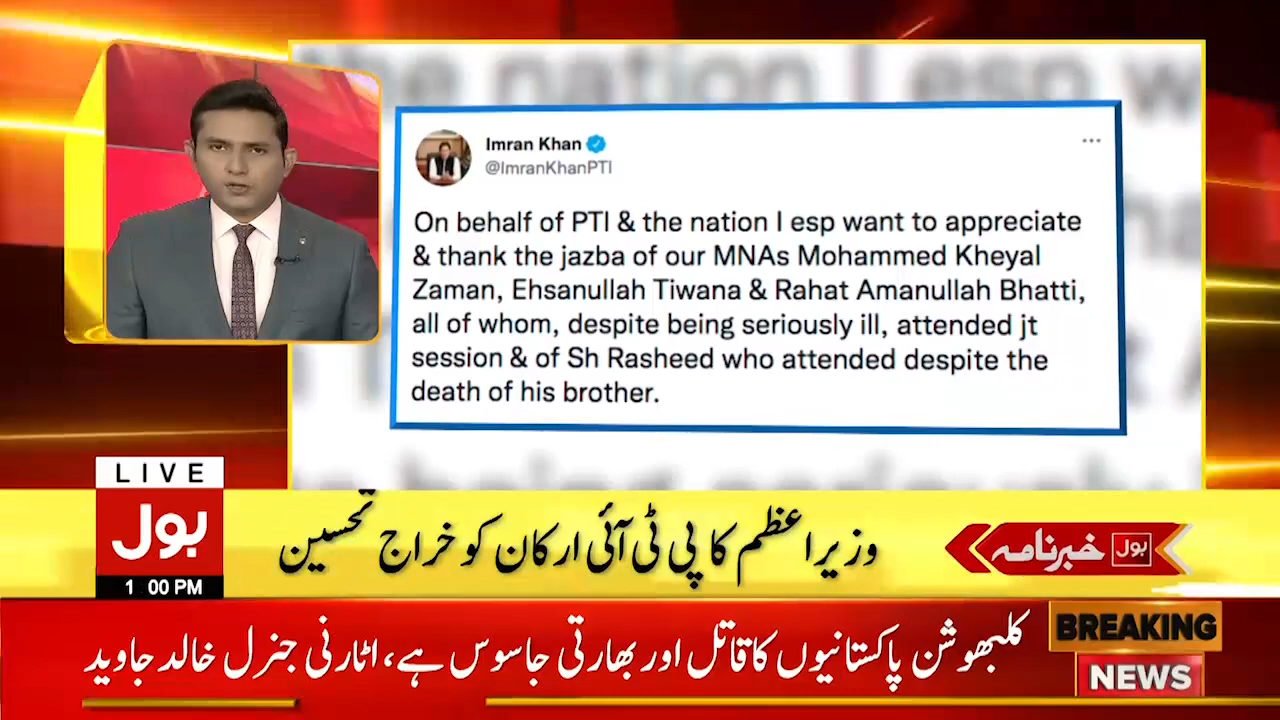 Imran Khan
@ImranKhanPTI
On behalf of PTI & the nation I esp want to appreciate
& thank the jazba of our MNAs Mohammed Kheyal
Zaman, Ehsanullah Tiwana & Rahat Amanullah Bhatti,
all of whom, despite being seriously ill, attended jt
session & of Sh Rasheed who attended despite the
death of his brother.
LIVE
بول
1 00 PM
وزیراعظم کا پی ٹی آئی ارکان کو خراج تحسین
بول خبرنامہ
BREAKING
NEWS
کلبھوشن پاکستانیوں کا قاتل اور بھارتی جاسوس ہے، اٹارنی جنرل خالد جاوید